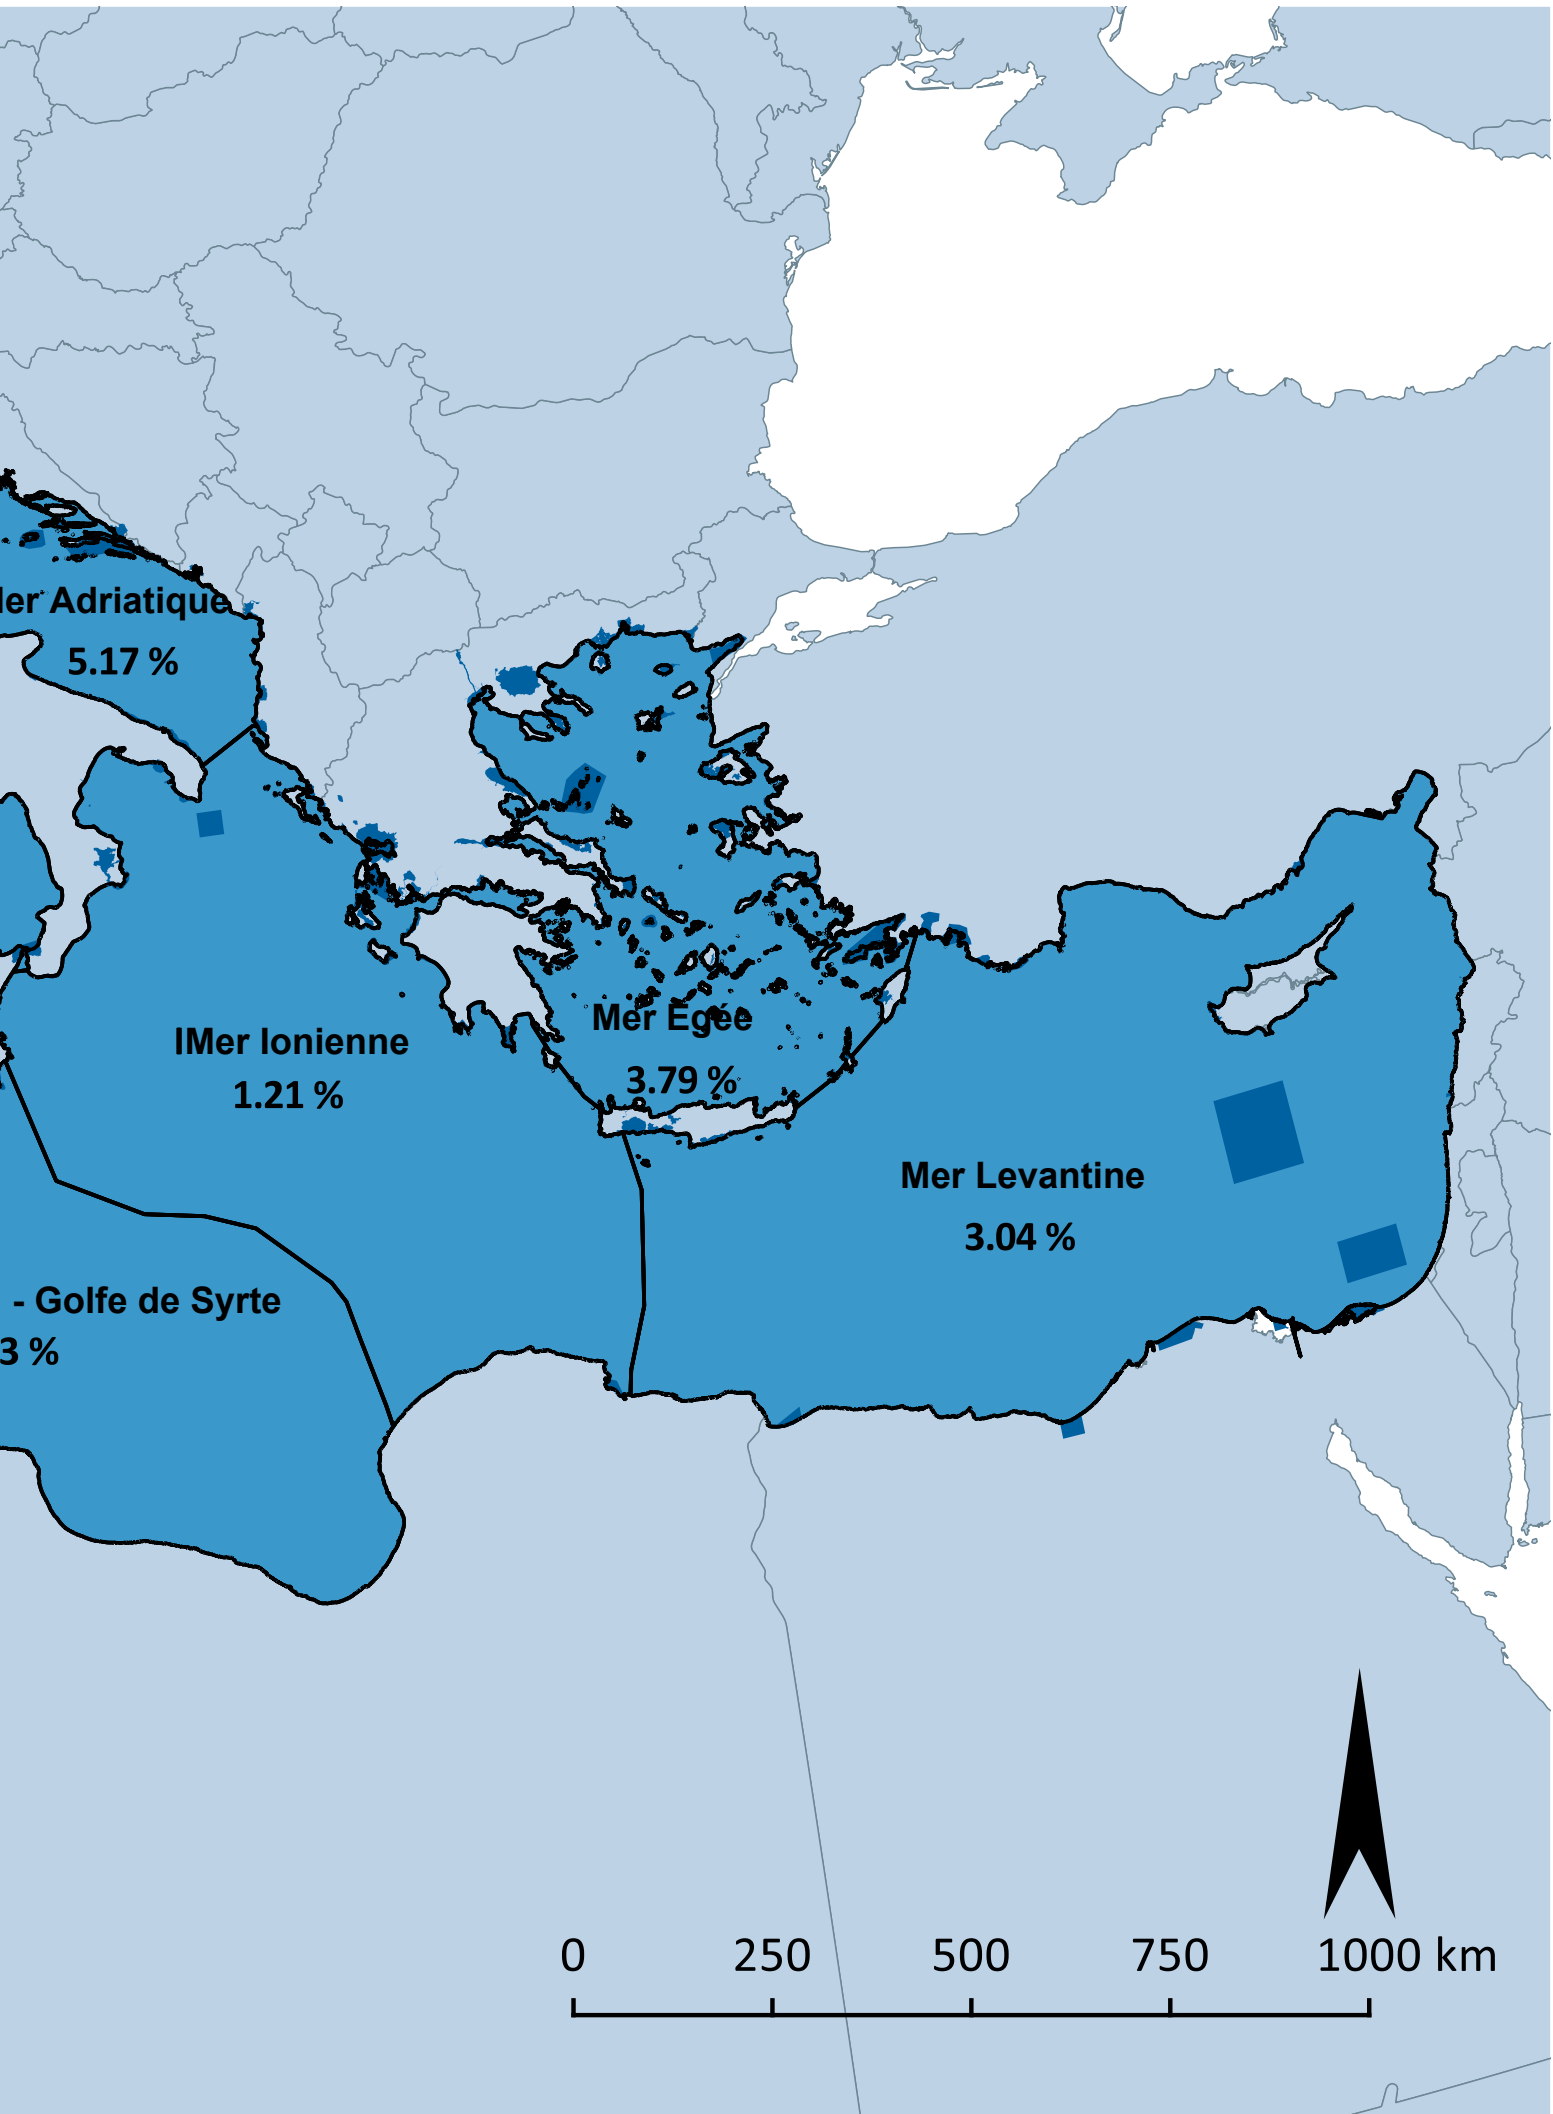 Mer Adriatique
5.17 %
IMer Ionienne
1.21 %
Mer Egée
3.79 %
Mer Levantine
3.04 %
- Golfe de Syrte
3 %
0 250 500 750 1000 km